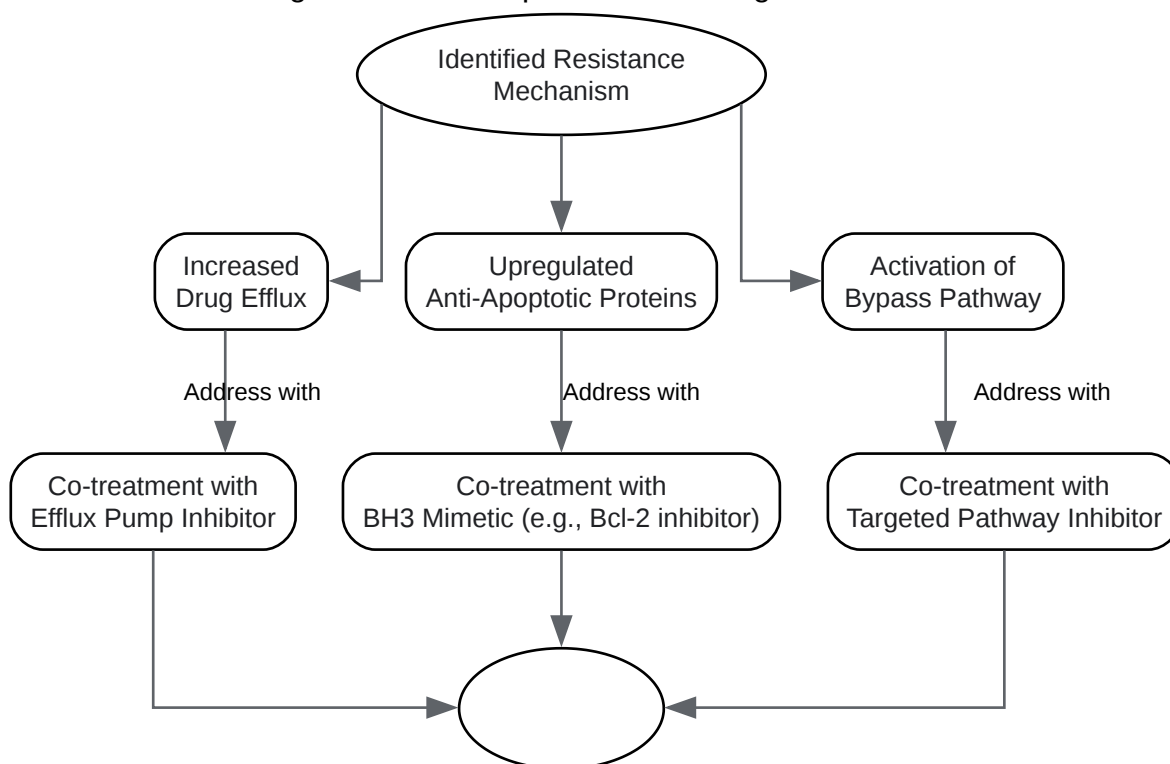 Identified Resistance
Mechanism
Increased
Drug Efflux
Upregulated
Anti-Apoptotic Proteins
Activation of
Bypass Pathway
Address with
Address with
Address with
Co-treatment with
Efflux Pump Inhibitor
Co-treatment with
BH3 Mimetic (e.g., Bcl-2 inhibitor)
Co-treatment with
Targeted Pathway Inhibitor